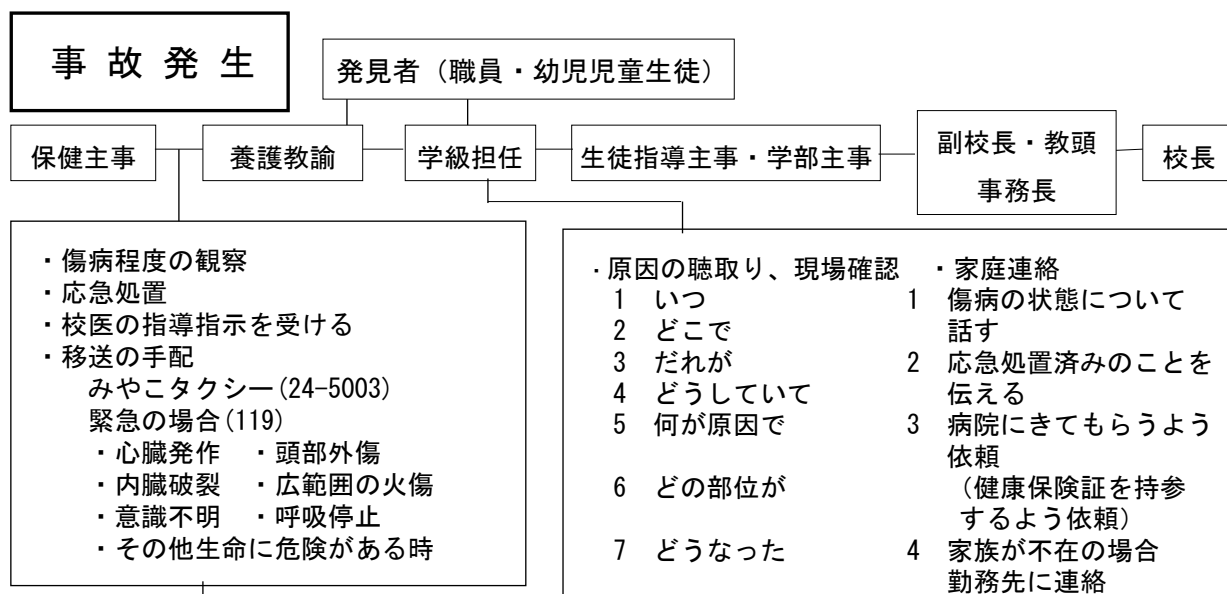 事故発生
発見者(職員・幼児児童生徒)
保健主事
養護教諭
学級担任
生徒指導主事・学部主事
副校長・教頭
事務長
校長
・傷病程度の観察
・応急処置
・校医の指導指示を受ける
・移送の手配
みやこタクシー(24-5003)
緊急の場合(119)
・心臓発作 ・頭部外傷
・内臓破裂 ・広範囲の火傷
・意識不明 ・呼吸停止
・その他生命に危険がある時
・原因の聴取り、現場確認
1 いつ
2 どこで
3 だれが
4 どうしていて
5 何が原因で
6 どの部位が
7 どうなった
・家庭連絡
1 傷病の状態について
話す
2 応急処置済みのことを
伝える
3 病院にきてもらうよう
依頼
(健康保険証を持参
するよう依頼)
4 家族が不在の場合
勤務先に連絡